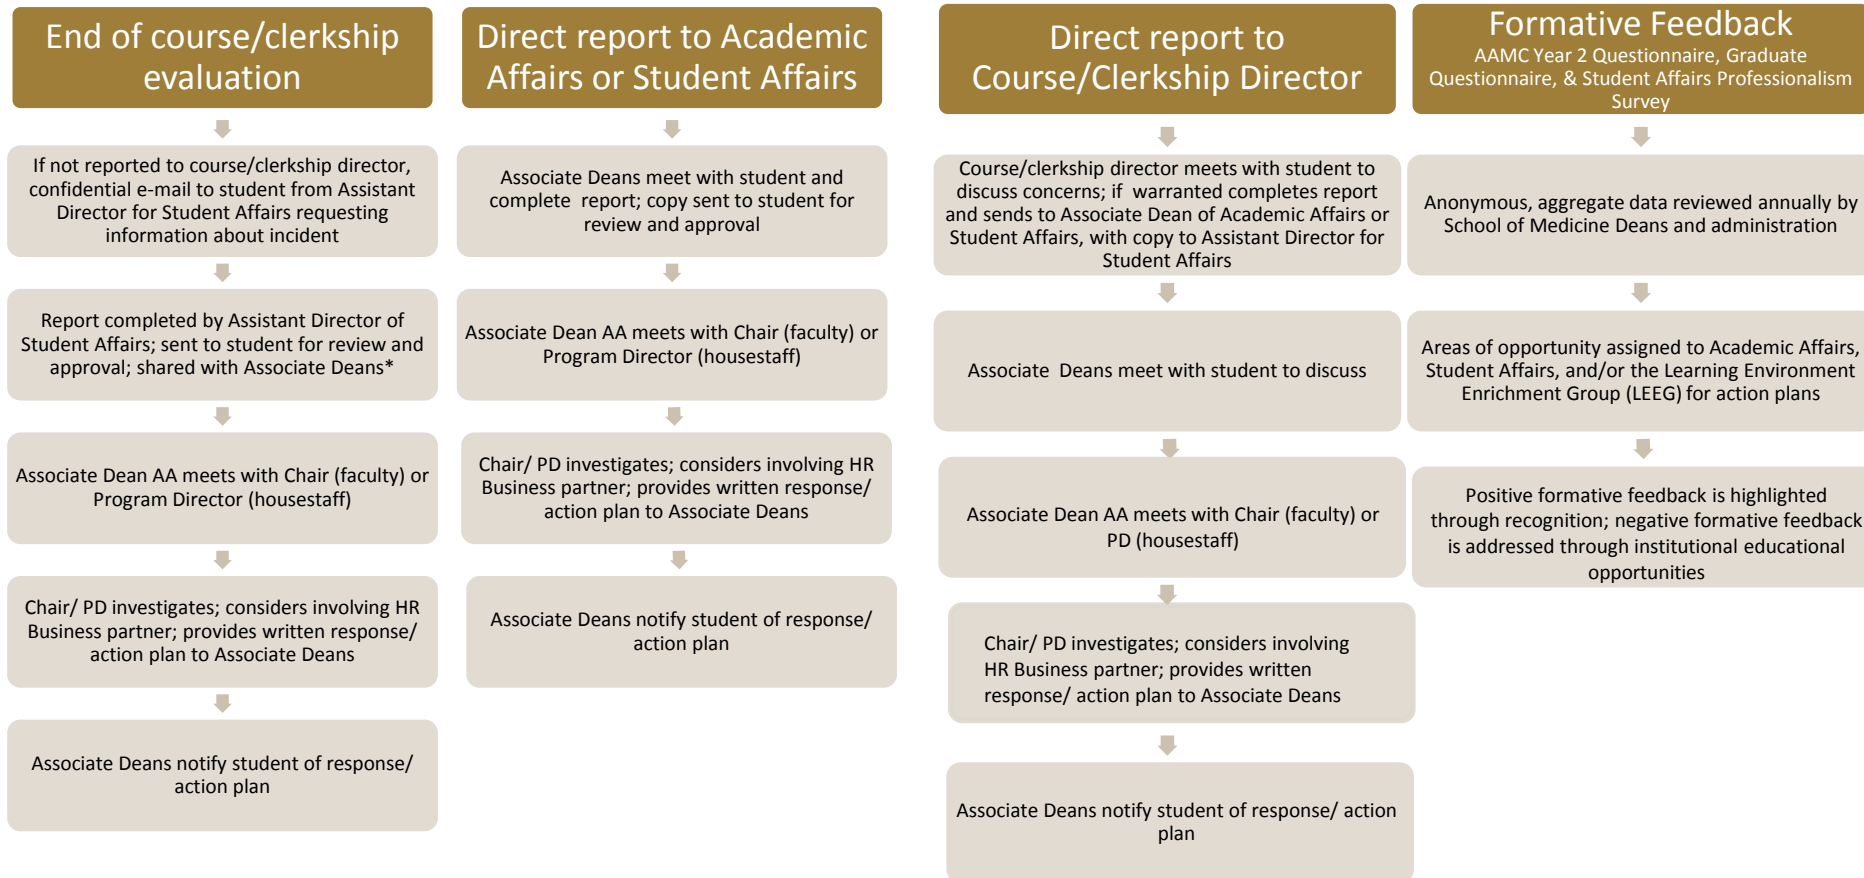 End of course/clerkship
evaluation
If not reported to course/clerkship director,
confidential e-mail to student from Assistant
Director for Student Affairs requesting
information about incident
Report completed by Assistant Director of
Student Affairs; sent to student for review and
approval; shared with Associate Deans*
Associate Dean AA meets with Chair (faculty) or
Program Director (housestaff)
Chair/ PD investigates; considers involving HR
Business partner; provides written response/
action plan to Associate Deans
Associate Deans notify student of response/
action plan
Direct report to Academic
Affairs or Student Affairs
Associate Deans meet with student and
complete  report; copy sent to student for
review and approval
Associate Dean AA meets with Chair (faculty) or
Program Director (housestaff)
Chair/ PD investigates; considers involving HR
Business partner; provides written response/
action plan to Associate Deans
Associate Deans notify student of response/
action plan
Direct report to
Course/Clerkship Director
Course/clerkship director meets with student to
discuss concerns; if  warranted completes report
and sends to Associate Dean of Academic Affairs or
Student Affairs, with copy to Assistant Director for
Student Affairs
Associate  Deans meet with student to discuss
Associate Dean AA meets with Chair (faculty) or
PD (housestaff)
Chair/ PD investigates; considers involving
HR Business partner; provides written
response/ action plan to Associate Deans
Associate Deans notify student of response/ action
plan
Formative Feedback
AAMC Year 2 Questionnaire, Graduate
Questionnaire, & Student Affairs Professionalism
Survey
Anonymous, aggregate data reviewed annually by
School of Medicine Deans and administration
Areas of opportunity assigned to Academic Affairs,
Student Affairs, and/or the Learning Environment
Enrichment Group (LEEG) for action plans
Positive formative feedback is highlighted
through recognition; negative formative feedback
is addressed through institutional educational
opportunities